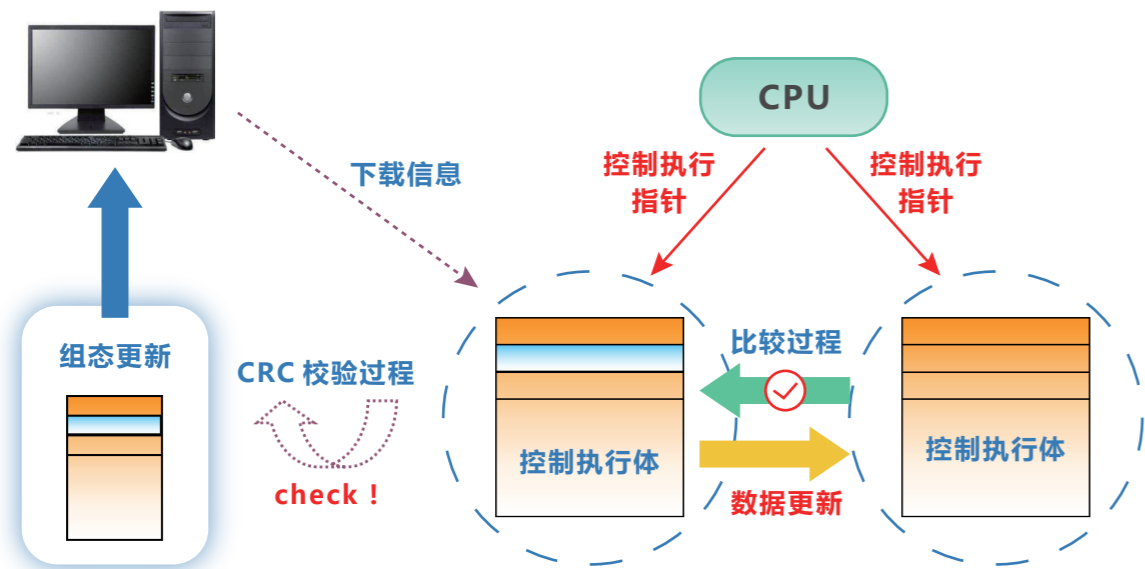 CPU
下载信息
控制执行
指针
控制执行
指针
组态更新
CRC 校验过程
check !
比较过程
控制执行体
数据更新
控制执行体